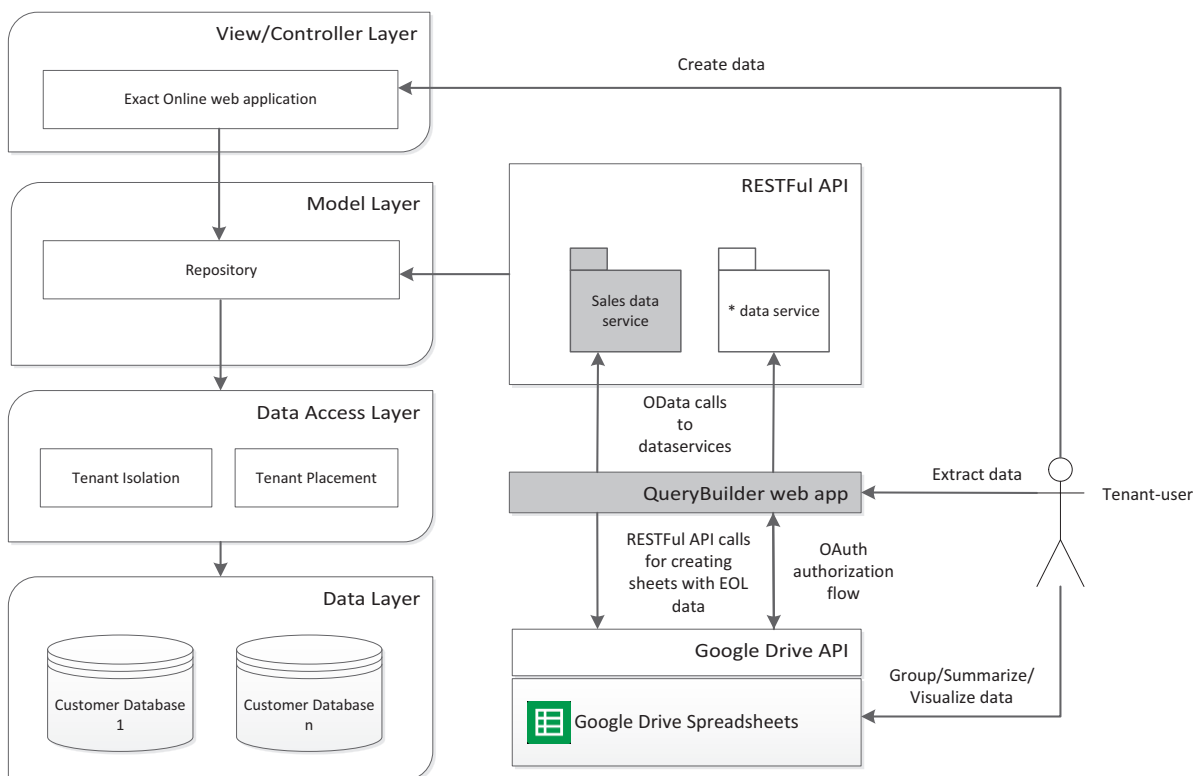 View/Controller Layer
Exact Online web application
Create data
Model Layer
Repository
RESTFul API
Sales data
service
* data service
Data Access Layer
Tenant Isolation
Tenant Placement
OData calls
to
dataservices
QueryBuilder web app
Extract data
Tenant-user
RESTFul API calls
for creating
sheets with EOL
data
OAuth
authorization
flow
Data Layer
Customer Database
1
Customer Database
n
Google Drive API
Google Drive Spreadsheets
Group/Summarize/
Visualize data